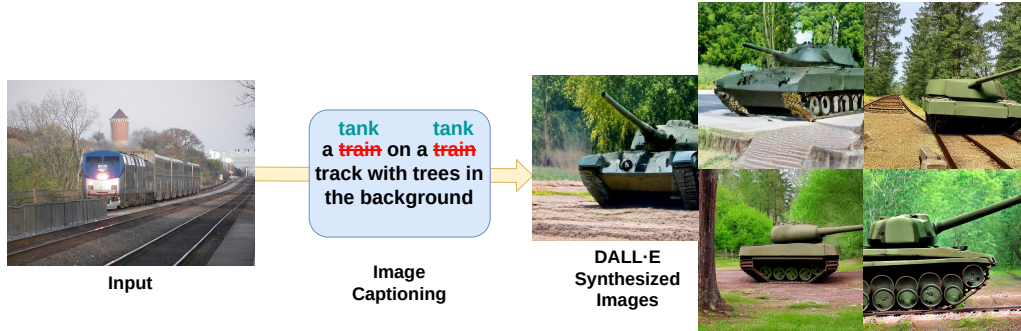 tank tank
a train on a train
track with trees in
the background
Input
Image
Captioning
DALL·E
Synthesized
Images